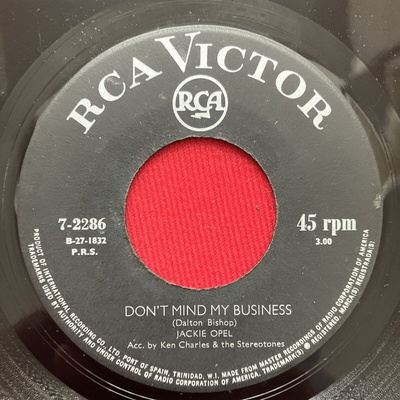 RCA VICTOR
RCA
7-2286
B-27-1832
P.R.S.
45 rpm
3.00
DON'T MIND MY BUSINESS
(Dalton Bishop)
JACKIE OPEL
Acc. by Ken Charles & the Stereotones
PRODUCT OF INTERNATIONAL RECORDING CO. LTD. PORT OF SPAIN, TRINIDAD, W.I. MADE FROM MASTER RECORDINGS OF RADIO CORPORATION OF AMERICA
TRADEMARKS USED BY AUTHORITY AND UNDER CONTROL OF RADIO CORPORATION OF AMERICA. MARCA(S) REGISTRADA(S)